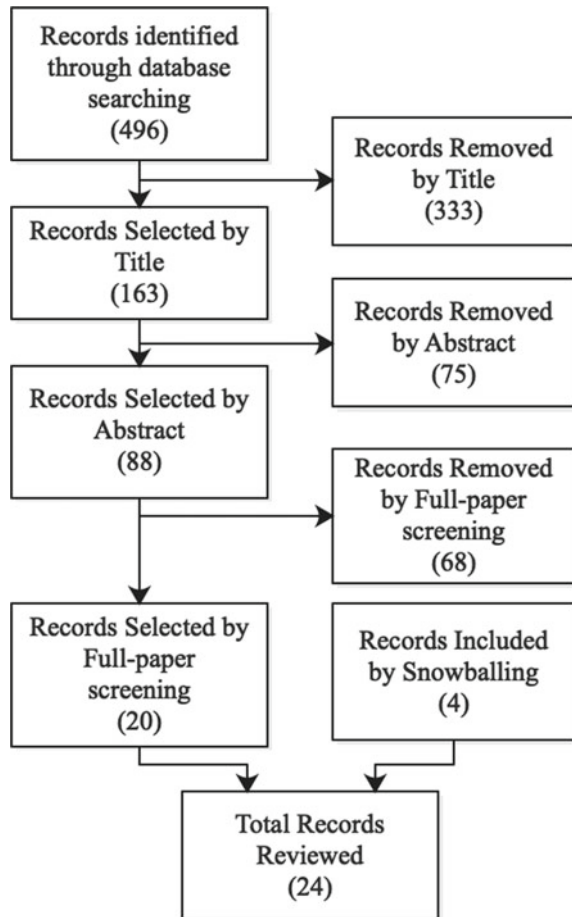 Records identified
through database
searching
(496)
Records Removed
by Title
(333)
Records Selected by
Title
(163)
Records Removed
by Abstract
(75)
Records Selected by
Abstract
(88)
Records Removed
by Full-paper
screening
(68)
Records Selected by
Full-paper
screening
(20)
Records Included
by Snowballing
(4)
Total Records
Reviewed
(24)